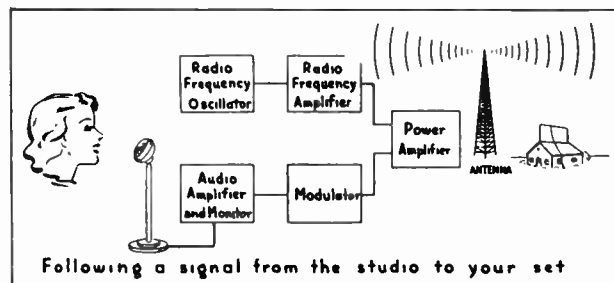 Radio
Frequency
Oscillator
Radio
Frequency
Amplifier
Power
Amplifier
ANTENNA
Audio
Amplifier
and Monitor
Modulator
Following a signal from the studio to your set